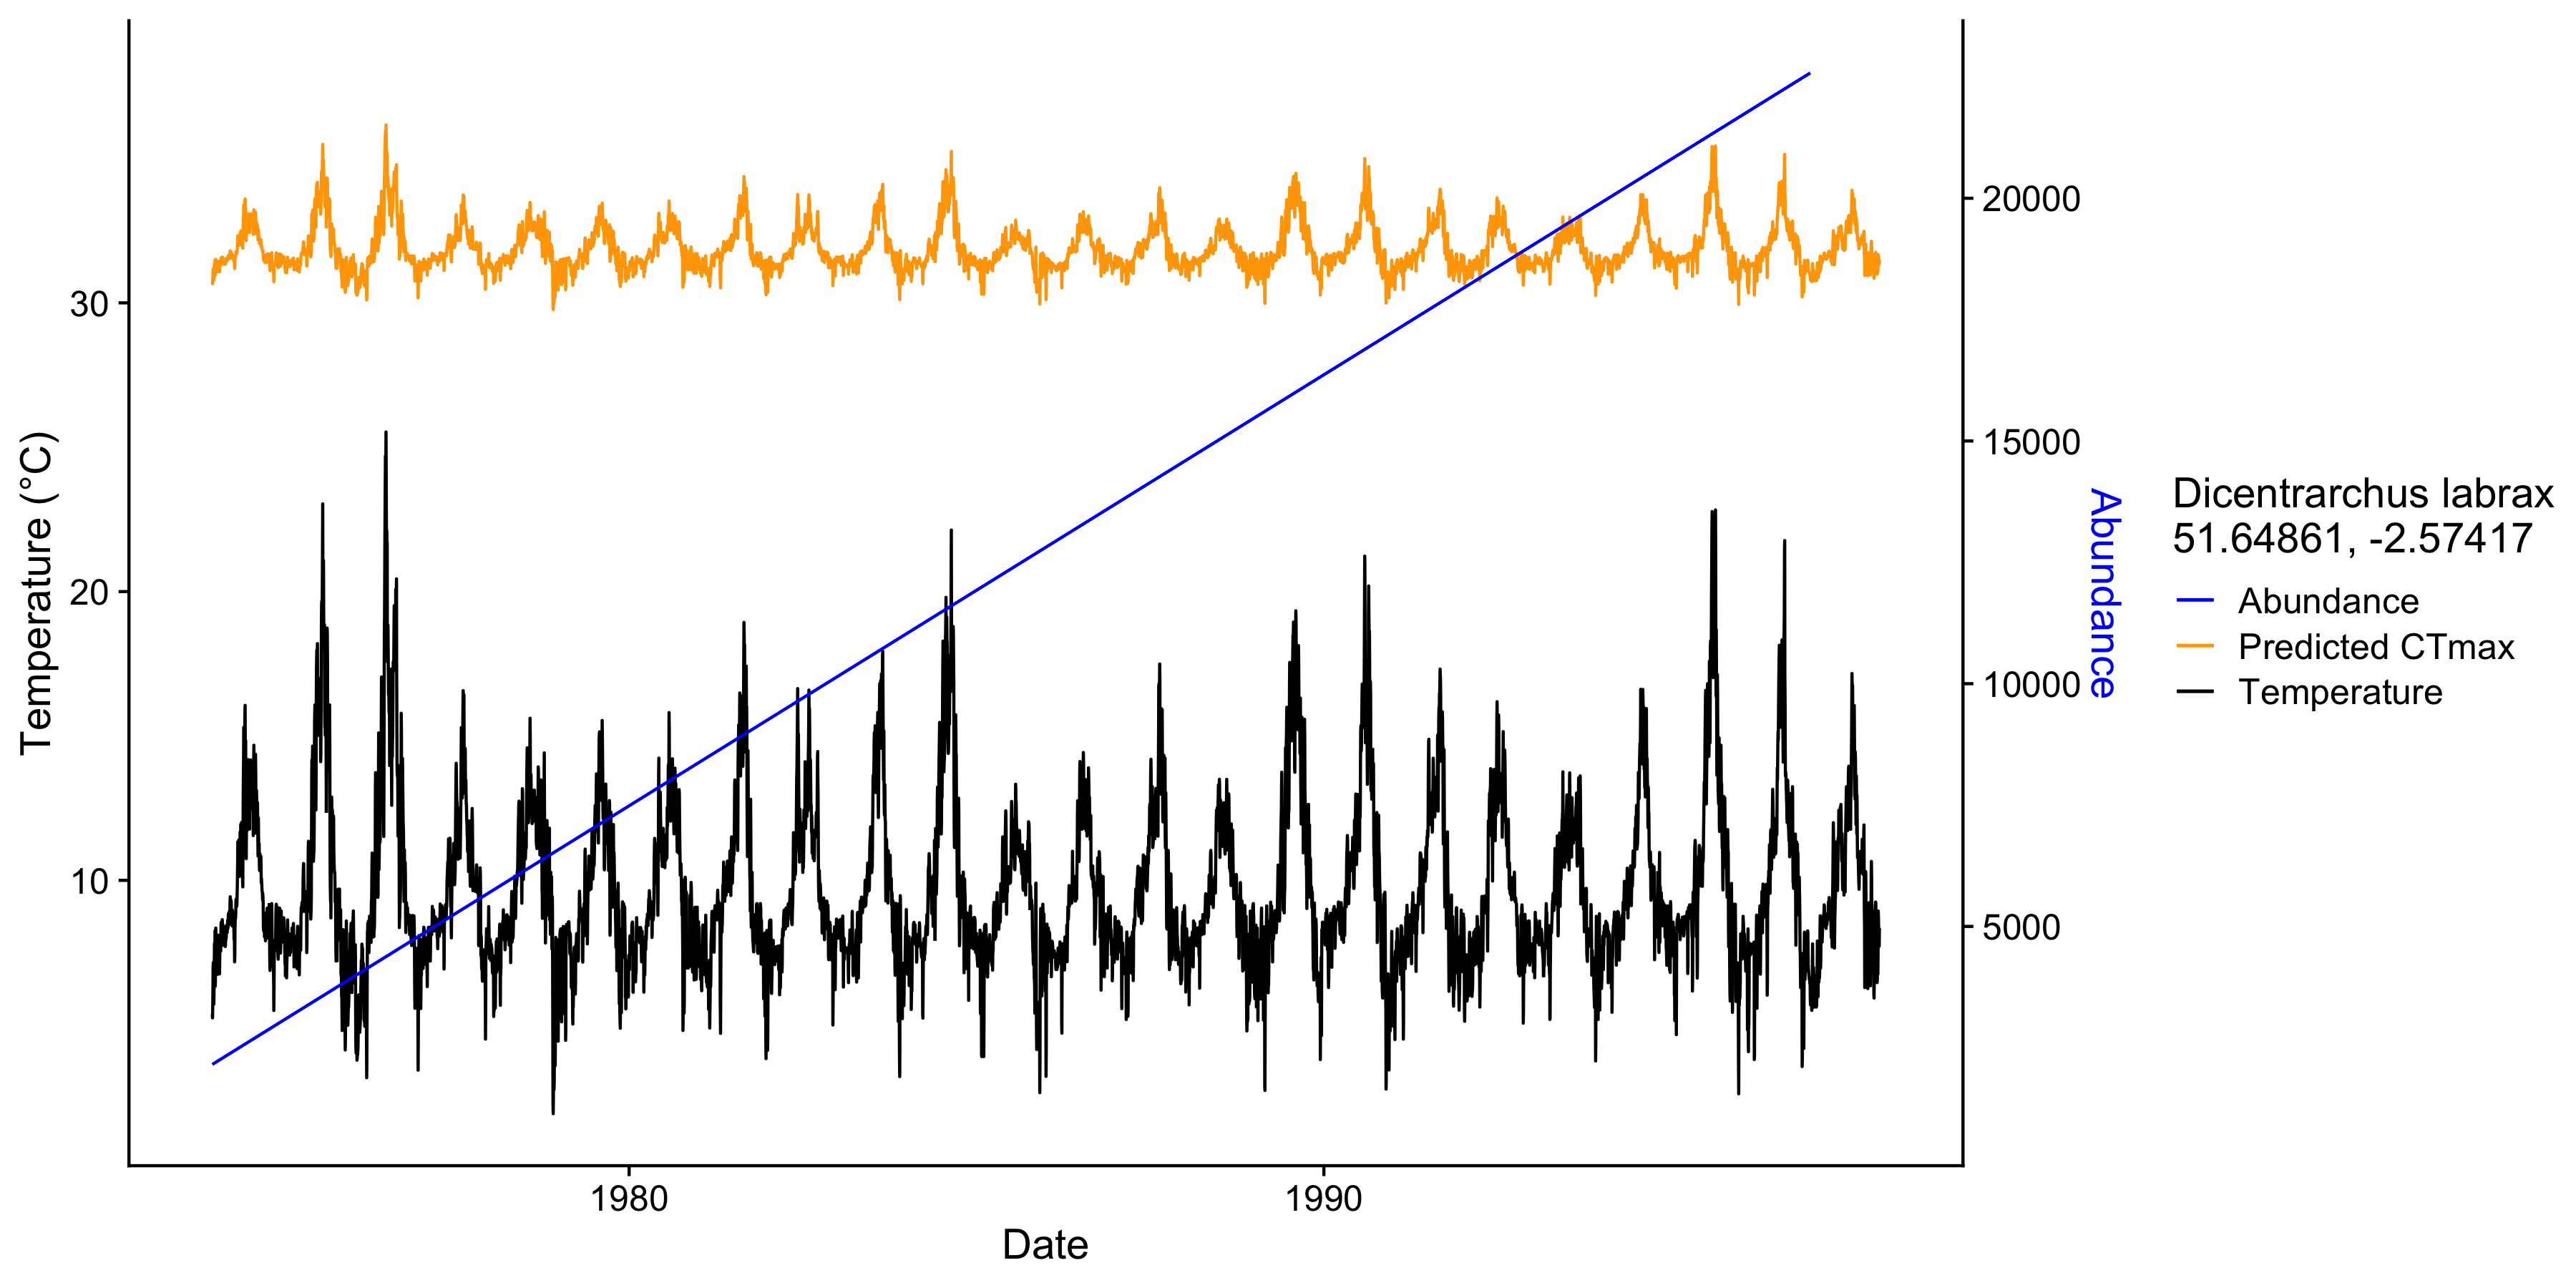 Temperature (°C)
30
20
10
1980
1990
Date
20000
15000
10000
5000
Abundance
Dicentrarchus labrax
51.64861, -2.57417
Abundance
Predicted CTmax
Temperature